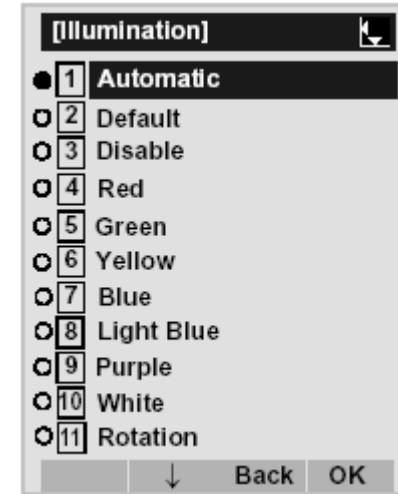 [Illumination]
1 Automatic
2 Default
3 Disable
4 Red
5 Green
6 Yellow
7 Blue
8 Light Blue
9 Purple
10 White
11 Rotation
↓ Back OK